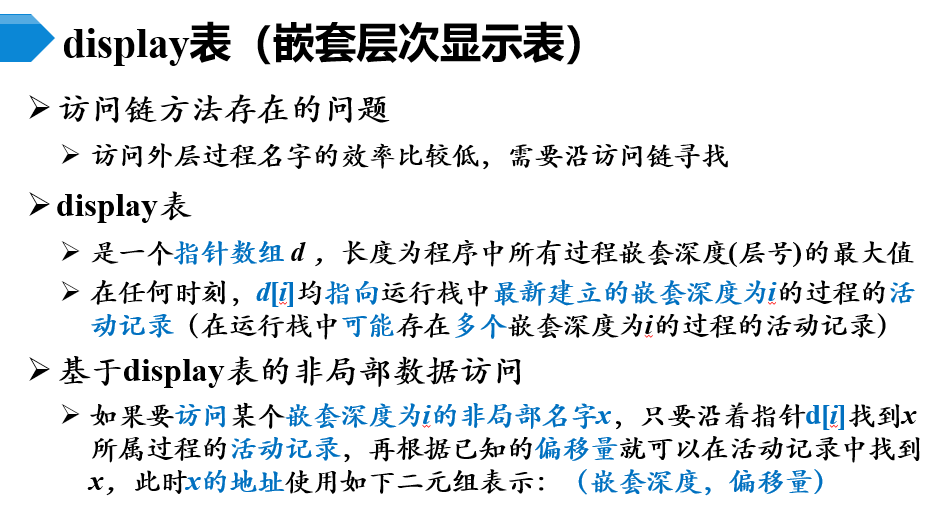 display表（嵌套层次显示表）
➢ 访问链方法存在的问题
➢ 访问外层过程名字的效率比较低，需要沿访问链寻找
➢ display表
➢ 是一个指针数组 d ，长度为程序中所有过程嵌套深度(层号)的最大值
➢ 在任何时刻，d[i]均指向运行栈中最新建立的嵌套深度为i的过程的活
动记录（在运行栈中可能存在多个嵌套深度为i的过程的活动记录）
➢ 基于display表的非局部数据访问
➢ 如果要访问某个嵌套深度为i的非局部名字x，只要沿着指针d[i]找到x
所属过程的活动记录，再根据已知的偏移量就可以在活动记录中找到
x，此时x的地址使用如下二元组表示：（嵌套深度，偏移量）